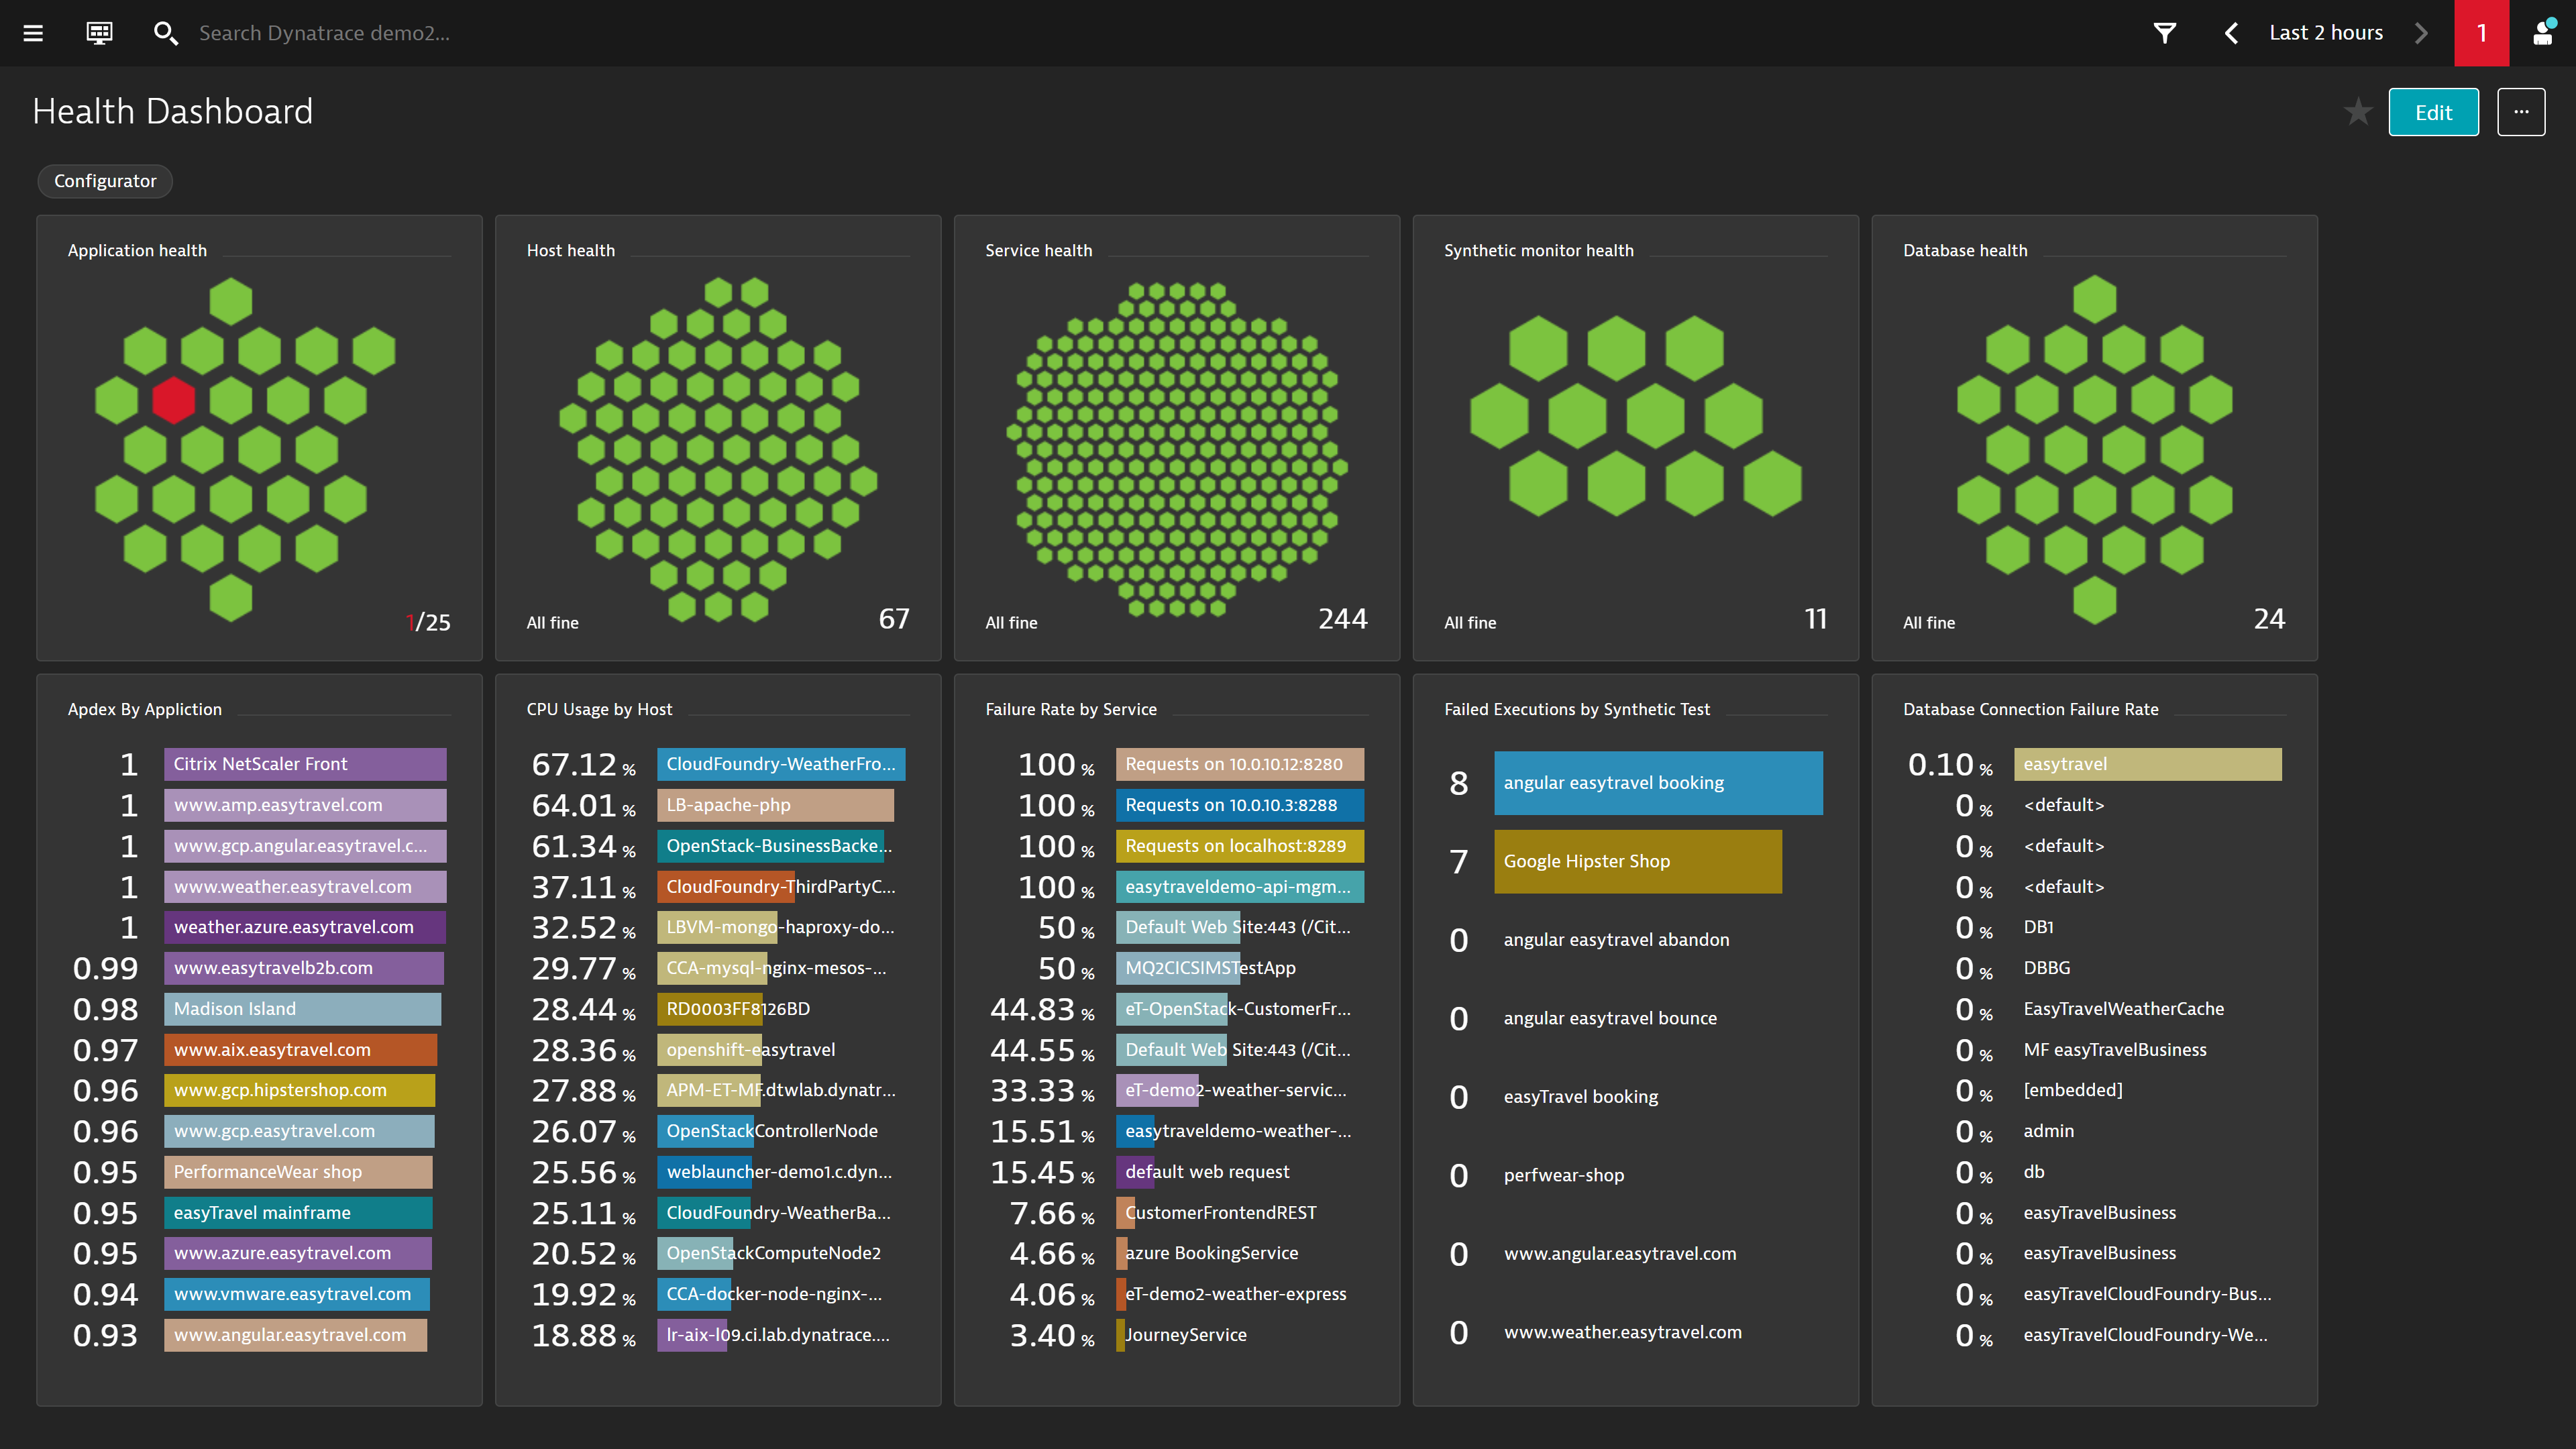 Search Dynatrace demo2...
Last 2 hours
1
Health Dashboard
Edit
...
Configurator
Application health
1/25
Host health
All fine
67
Service health
All fine
244
Synthetic monitor health
All fine
11
Database health
All fine
24
Apdex By Appliction
1 Citrix NetScaler Front
1 www.amp.easytravel.com
1 www.gcp.angular.easytravel.c...
1 www.weather.easytravel.com
1 weather.azure.easytravel.com
0.99 www.easytravelb2b.com
0.98 Madison Island
0.97 www.aix.easytravel.com
0.96 www.gcp.hipstershop.com
0.96 www.gcp.easytravel.com
0.95 PerformanceWear shop
0.95 easyTravel mainframe
0.95 www.azure.easytravel.com
0.94 www.vmware.easytravel.com
0.93 www.angular.easytravel.com
CPU Usage by Host
67.12 % CloudFoundry-WeatherFro...
64.01 % LB-apache-php
61.34 % OpenStack-BusinessBacke...
37.11 % CloudFoundry-ThirdPartyC...
32.52 % LBVM-mongo-haproxy-do...
29.77 % CCA-mysql-nginx-mesos-...
28.44 % RD0003FF8126BD
28.36 % openshift-easytravel
27.88 % APM-ET-MF.dtwlab.dynatr...
26.07 % OpenStackControllerNode
25.56 % weblauncher-demo1.c.dyn...
25.11 % CloudFoundry-WeatherBa...
20.52 % OpenStackComputeNode2
19.92 % CCA-docker-node-nginx-...
18.88 % lr-aix-l09.ci.lab.dynatrace....
Failure Rate by Service
100 % Requests on 10.0.10.12:8280
100 % Requests on 10.0.10.3:8288
100 % Requests on localhost:8289
100 % easytraveldemo-api-mgm...
50 % Default Web Site:443 (/Cit...
50 % MQ2CICSIMSTestApp
44.83 % eT-OpenStack-CustomerFr...
44.55 % Default Web Site:443 (/Cit...
33.33 % eT-demo2-weather-servic...
15.51 % easytraveldemo-weather-...
15.45 % default web request
7.66 % CustomerFrontendREST
4.66 % azure BookingService
4.06 % eT-demo2-weather-express
3.40 % JourneyService
Failed Executions by Synthetic Test
8 angular easytravel booking
7 Google Hipster Shop
0 angular easytravel abandon
0 angular easytravel bounce
0 easyTravel booking
0 perfwear-shop
0 www.angular.easytravel.com
0 www.weather.easytravel.com
Database Connection Failure Rate
0.10 % easytravel
0 % <default>
0 % <default>
0 % <default>
0 % DB1
0 % DBBG
0 % EasyTravelWeatherCache
0 % MF easyTravelBusiness
0 % [embedded]
0 % admin
0 % db
0 % easyTravelBusiness
0 % easyTravelBusiness
0 % easyTravelCloudFoundry-Bus...
0 % easyTravelCloudFoundry-We...